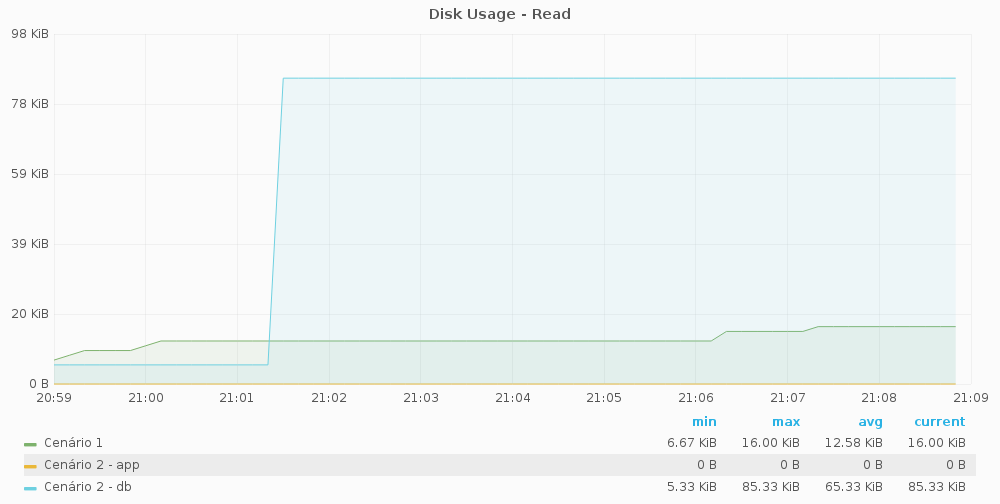 Disk Usage - Read
98 KiB
78 KiB
59 KiB
39 KiB
20 KiB
0 B
20:59 21:00 21:01 21:02 21:03 21:04 21:05 21:06 21:07 21:08 21:09
min max avg current
Cenário 1 6.67 KiB 16.00 KiB 12.58 KiB 16.00 KiB
Cenário 2 - app 0 B 0 B 0 B 0 B
Cenário 2 - db 5.33 KiB 85.33 KiB 65.33 KiB 85.33 KiB